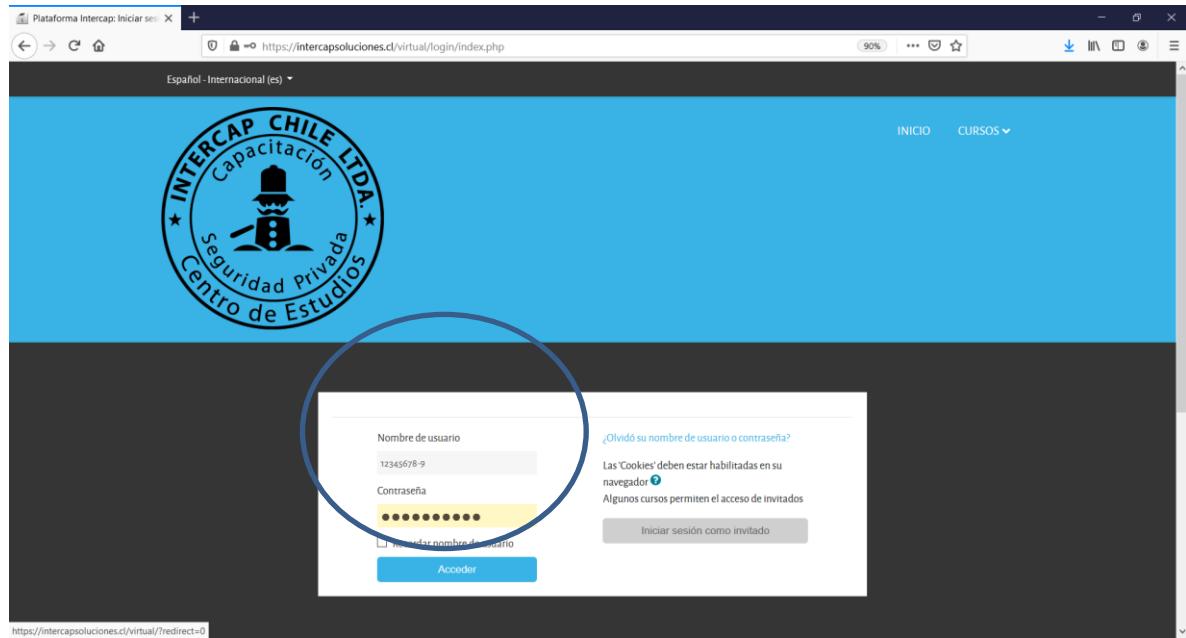 Plataforma Intercap: Iniciar ses
https://intercapsoluciones.cl/virtual/login/index.php
90%
Español - Internacional (es)
INTERCAP CHILE LTDA.
Capacitación
Seguridad Privada
Centro de Estudios
INICIO CURSOS
Nombre de usuario
12345678-9
Contraseña
Recordar nombre de usuario
Acceder
¿Olvidó su nombre de usuario o contraseña?
Las 'Cookies' deben estar habilitadas en su
navegador
Algunos cursos permiten el acceso de invitados
Iniciar sesión como invitado
https://intercapsoluciones.cl/virtual/?redirect=0